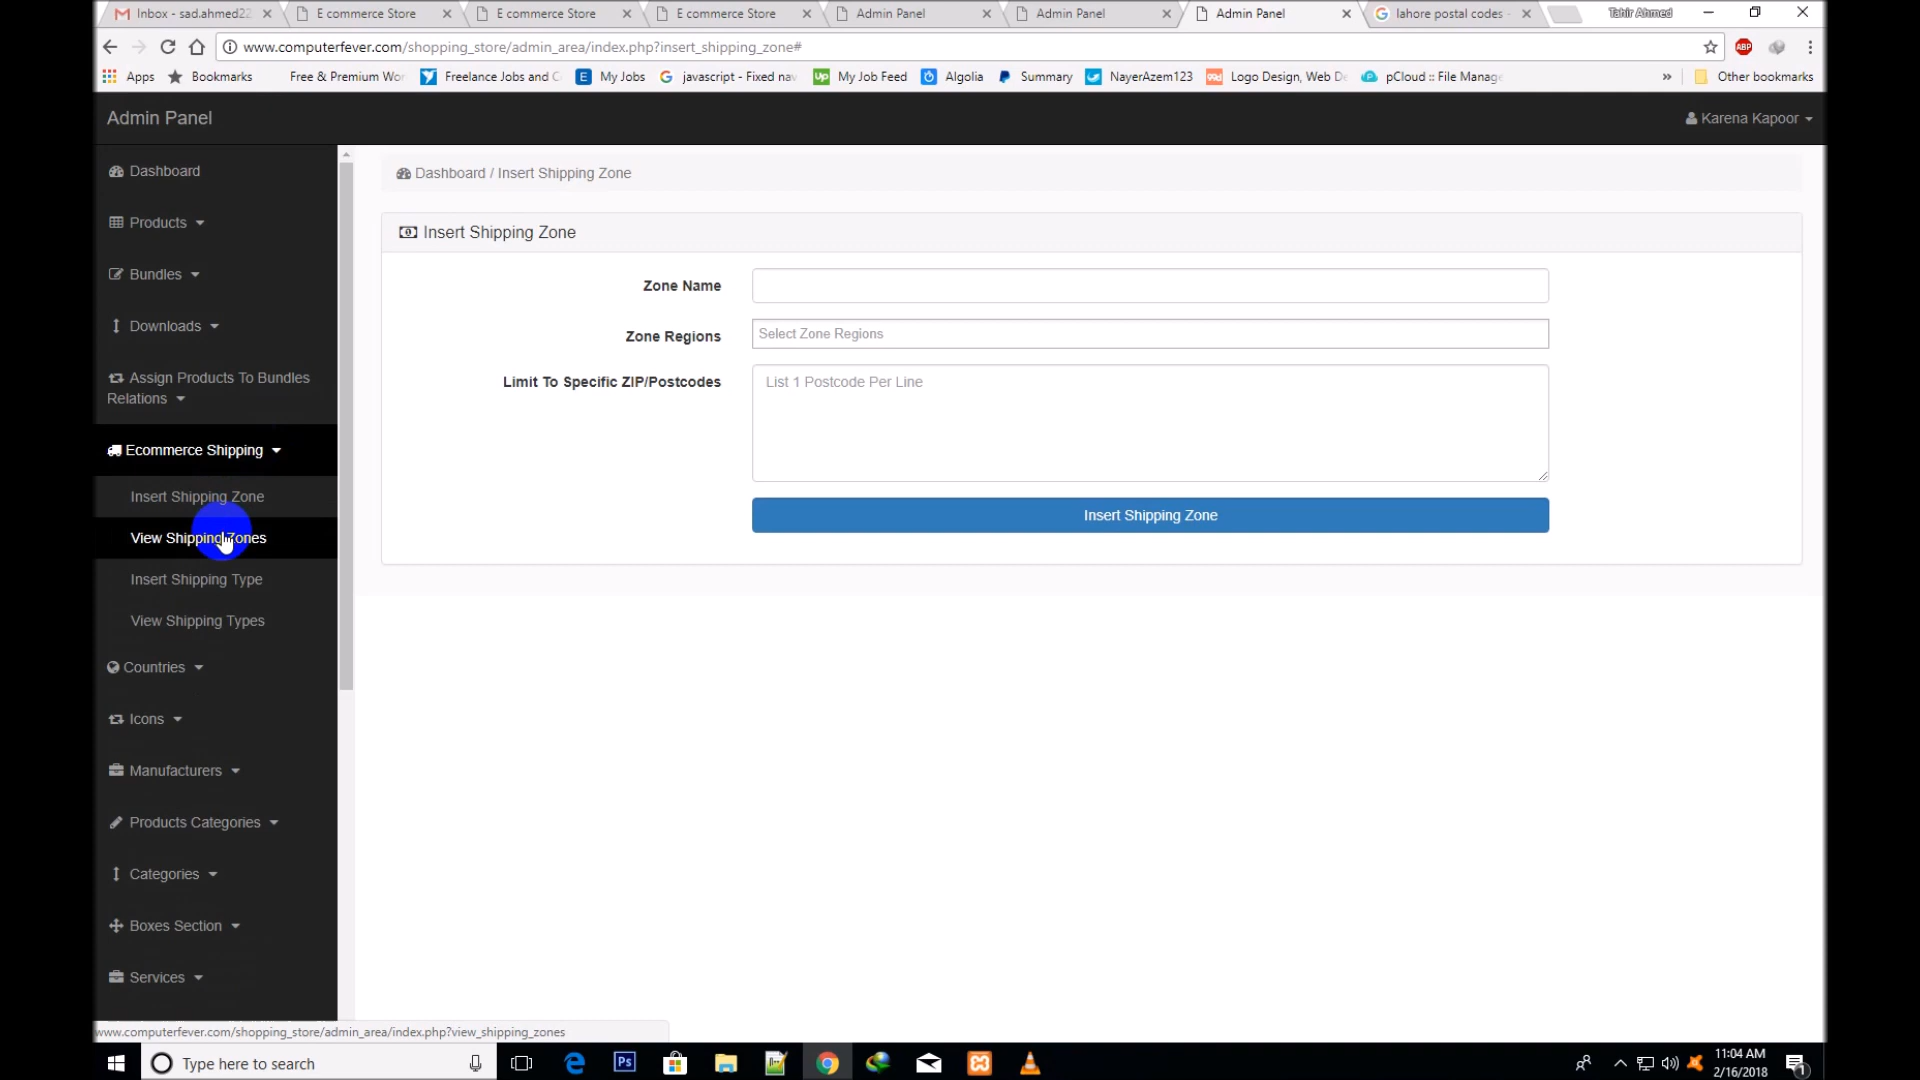 Inbox - sad.ahmed22
E commerce Store
E commerce Store
E commerce Store
Admin Panel
Admin Panel
Admin Panel
lahore postal codes -
Tahir Ahmed
www.computerfever.com/shopping_store/admin_area/index.php?insert_shipping_zone#
ABP
Apps
Bookmarks
Free & Premium Wo
Freelance Jobs and C
My Jobs
javascript - Fixed nav
My Job Feed
Algolia
Summary
NayerAzem123
Logo Design, Web De
pCloud :: File Manage
»
Other bookmarks
Admin Panel
Karena Kapoor
Dashboard
Products
Bundles
Downloads
Assign Products To Bundles
Relations
Ecommerce Shipping
Insert Shipping Zone
View Shipping Zones
Insert Shipping Type
View Shipping Types
Countries
Icons
Manufacturers
Products Categories
Categories
Boxes Section
Services
Dashboard / Insert Shipping Zone
Insert Shipping Zone
Zone Name
Zone Regions
Select Zone Regions
Limit To Specific ZIP/Postcodes
List 1 Postcode Per Line
Insert Shipping Zone
www.computerfever.com/shopping_store/admin_area/index.php?view_shipping_zones
Type here to search
Ps
11:04 AM
2/16/2018
1